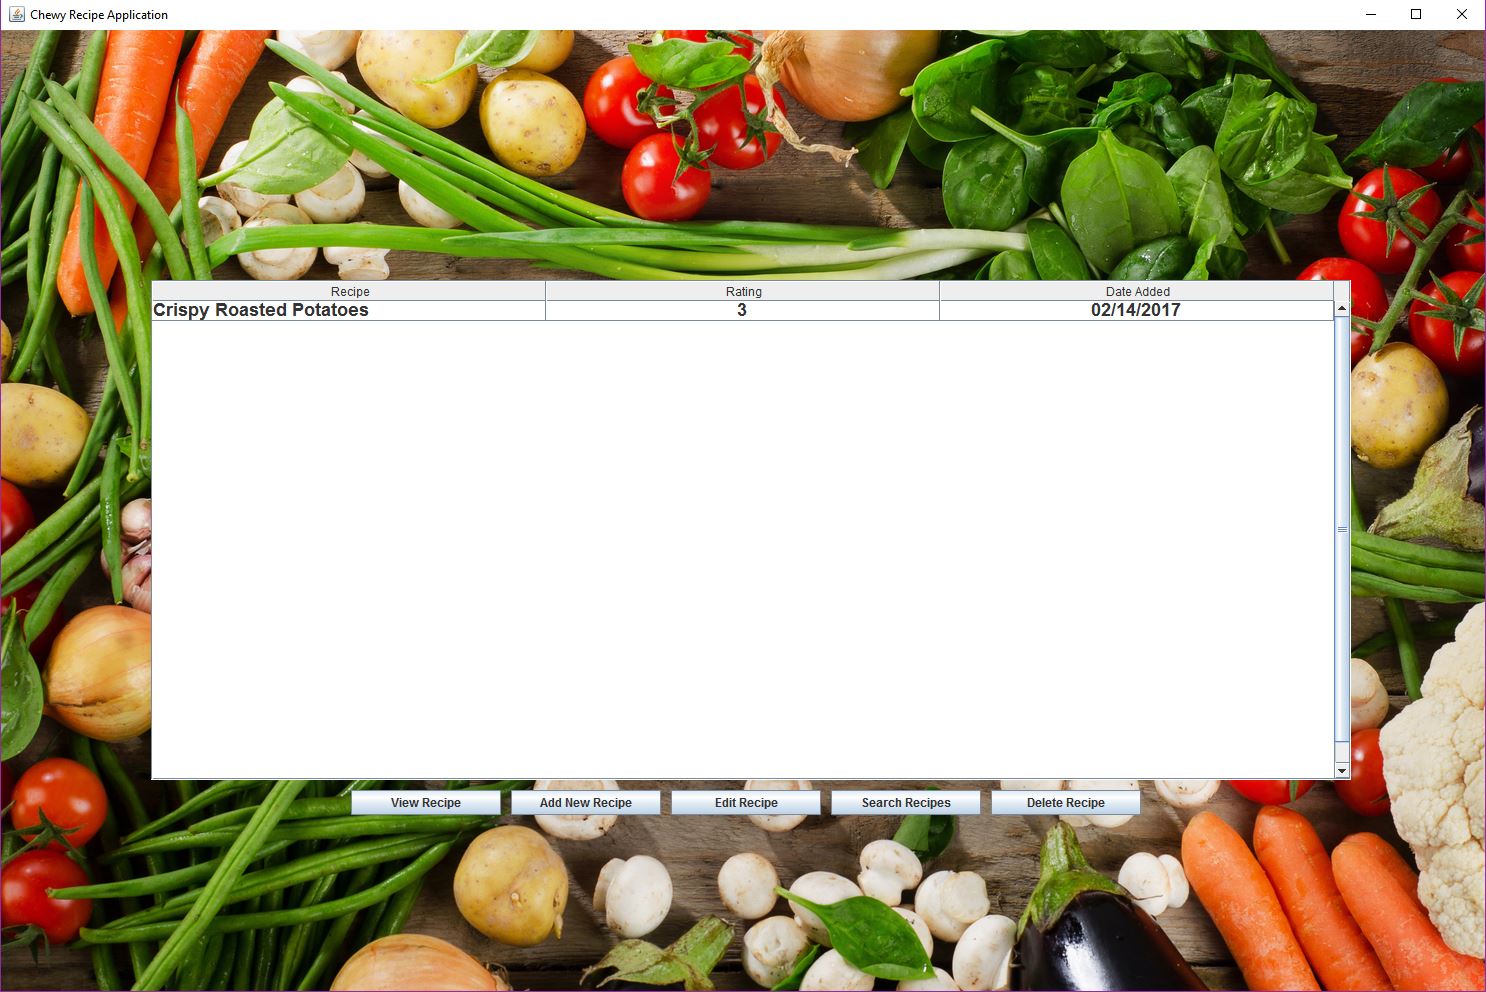 Chewy Recipe Application
Recipe Rating Date Added
Crispy Roasted Potatoes 3 02/14/2017
View Recipe Add New Recipe Edit Recipe Search Recipes Delete Recipe